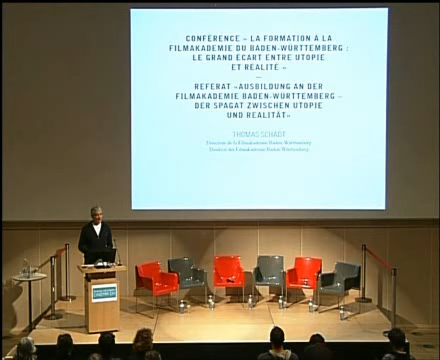 CONFÉRENCE « LA FORMATION À LA
FILMAKADEMIE DU BADEN-WÜRTTEMBERG :
LE GRAND ÉCART ENTRE UTOPIE
ET RÉALITÉ »
—
REFERAT »AUSBILDUNG AN DER
FILMAKADEMIE BADEN-WÜRTTEMBERG –
DER SPAGAT ZWISCHEN UTOPIE
UND REALITÄT«
THOMAS SCHADT
Directeur de la Filmakademie Baden-Württemberg
Direktor der Filmakademie Baden-Württemberg